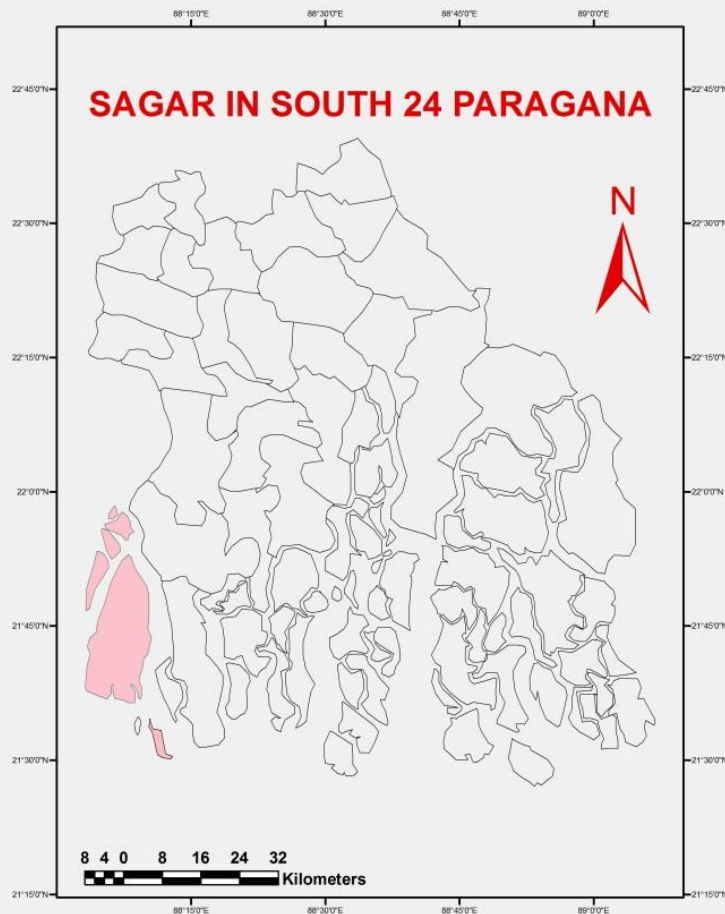 88°15'0"E 88°30'0"E 88°45'0"E 89°0'0"E
22°45'0"N 22°45'0"N
SAGAR IN SOUTH 24 PARAGANA
N
22°30'0"N 22°30'0"N
22°15'0"N 22°15'0"N
22°0'0"N 22°0'0"N
21°45'0"N 21°45'0"N
21°30'0"N 21°30'0"N
8 4 0 8 16 24 32
Kilometers
21°15'0"N 21°15'0"N
88°15'0"E 88°30'0"E 88°45'0"E 89°0'0"E